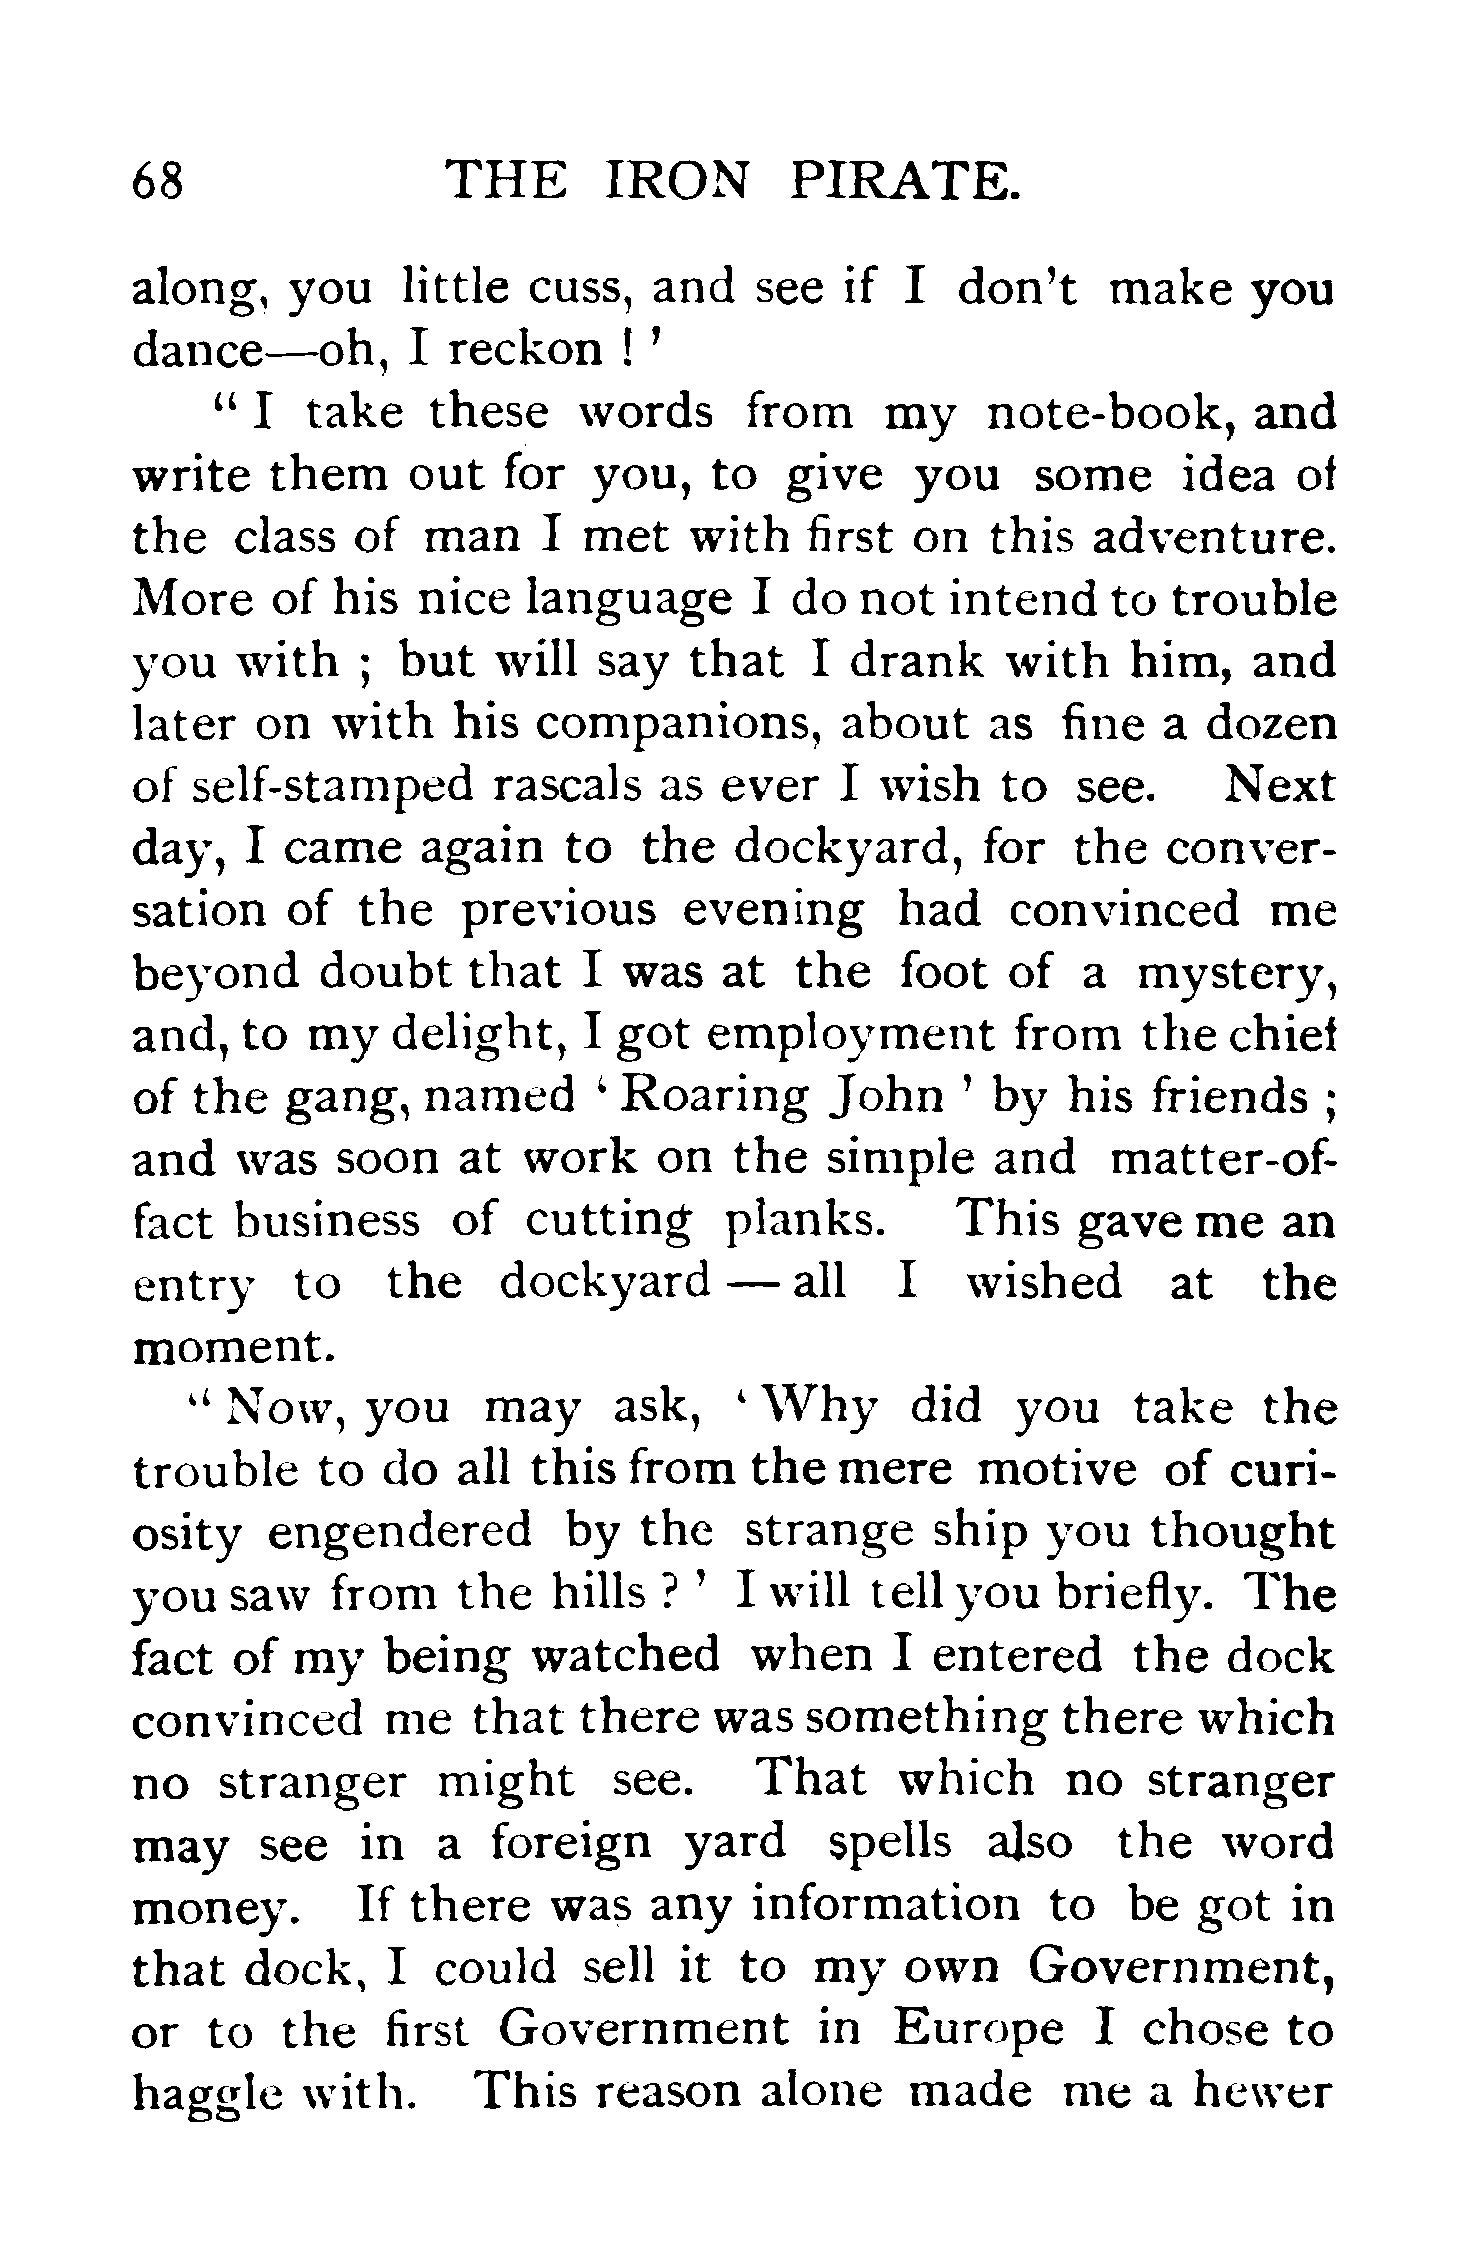 68 THE IRON PIRATE.
along, you little cuss, and see if I don't make you
dance—oh, I reckon ! '
" I take these words from my note-book, and
write them out for you, to give you some idea of
the class of man I met with first on this adventure.
More of his nice language I do not intend to trouble
you with ; but will say that I drank with him, and
later on with his companions, about as fine a dozen
of self-stamped rascals as ever I wish to see. Next
day, I came again to the dockyard, for the conver-
sation of the previous evening had convinced me
beyond doubt that I was at the foot of a mystery,
and, to my delight, I got employment from the chief
of the gang, named ' Roaring John ' by his friends ;
and was soon at work on the simple and matter-of-
fact business of cutting planks. This gave me an
entry to the dockyard — all I wished at the
moment.
" Now, you may ask, ' Why did you take the
trouble to do all this from the mere motive of curi-
osity engendered by the strange ship you thought
you saw from the hills ? ' I will tell you briefly. The
fact of my being watched when I entered the dock
convinced me that there was something there which
no stranger might see. That which no stranger
may see in a foreign yard spells also the word
money. If there was any information to be got in
that dock, I could sell it to my own Government,
or to the first Government in Europe I chose to
haggle with. This reason alone made me a hewer